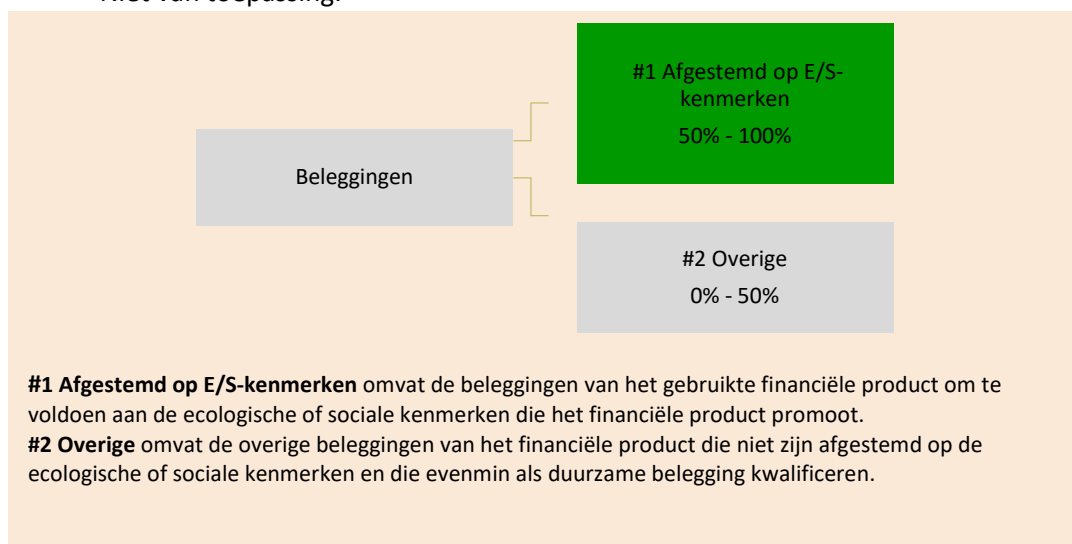 Niet van toepassing.
#1 Afgestemd op E/S-
kenmerken
50% - 100%
Beleggingen
#2 Overige
0% - 50%
#1 Afgestemd op E/S-kenmerken omvat de beleggingen van het gebruikte financiële product om te
voldoen aan de ecologische of sociale kenmerken die het financiële product promoot.
#2 Overige omvat de overige beleggingen van het financiële product die niet zijn afgestemd op de
ecologische of sociale kenmerken en die evenmin als duurzame belegging kwalificeren.